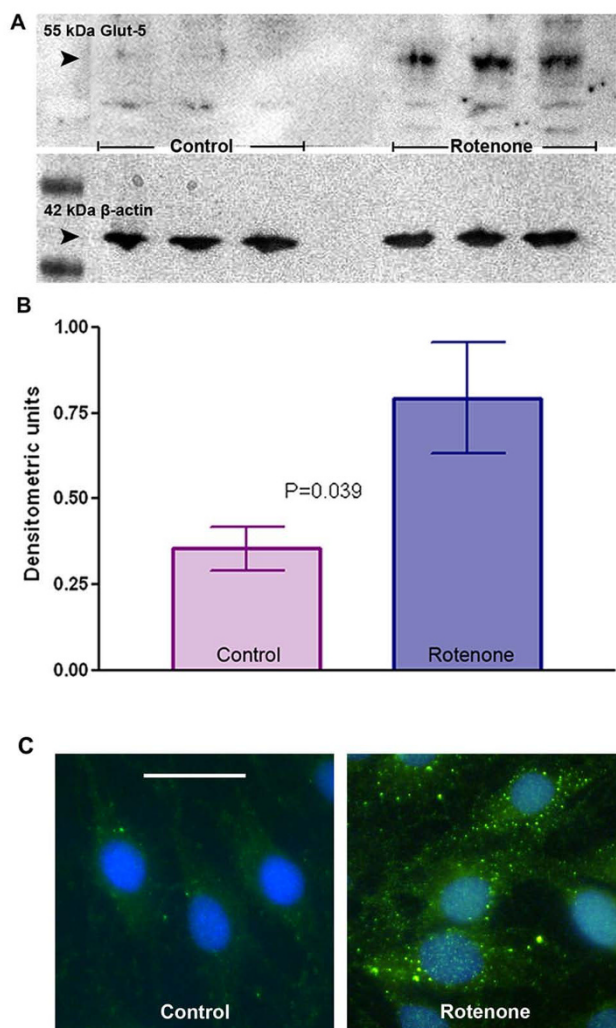 A
55 kDa Glut-5
Control
Rotenone
42 kDa β-actin
B
1.00
0.75
0.50
0.25
0.00
Densitometric units
P=0.039
Control
Rotenone
C
Control
Rotenone